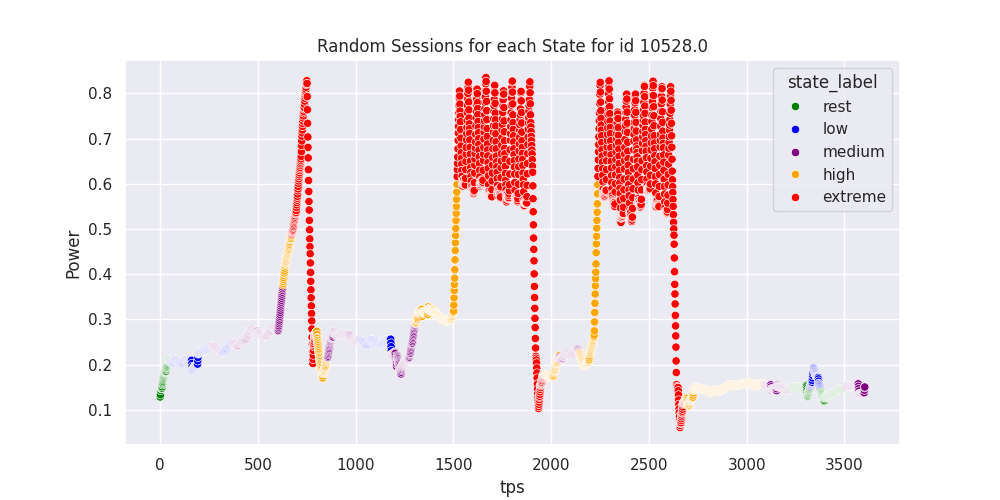 Random Sessions for each State for id 10528.0
Power
0.8
0.7
0.6
0.5
0.4
0.3
0.2
0.1
state_label
rest
low
medium
high
extreme
0 500 1000 1500 2000 2500 3000 3500
tps